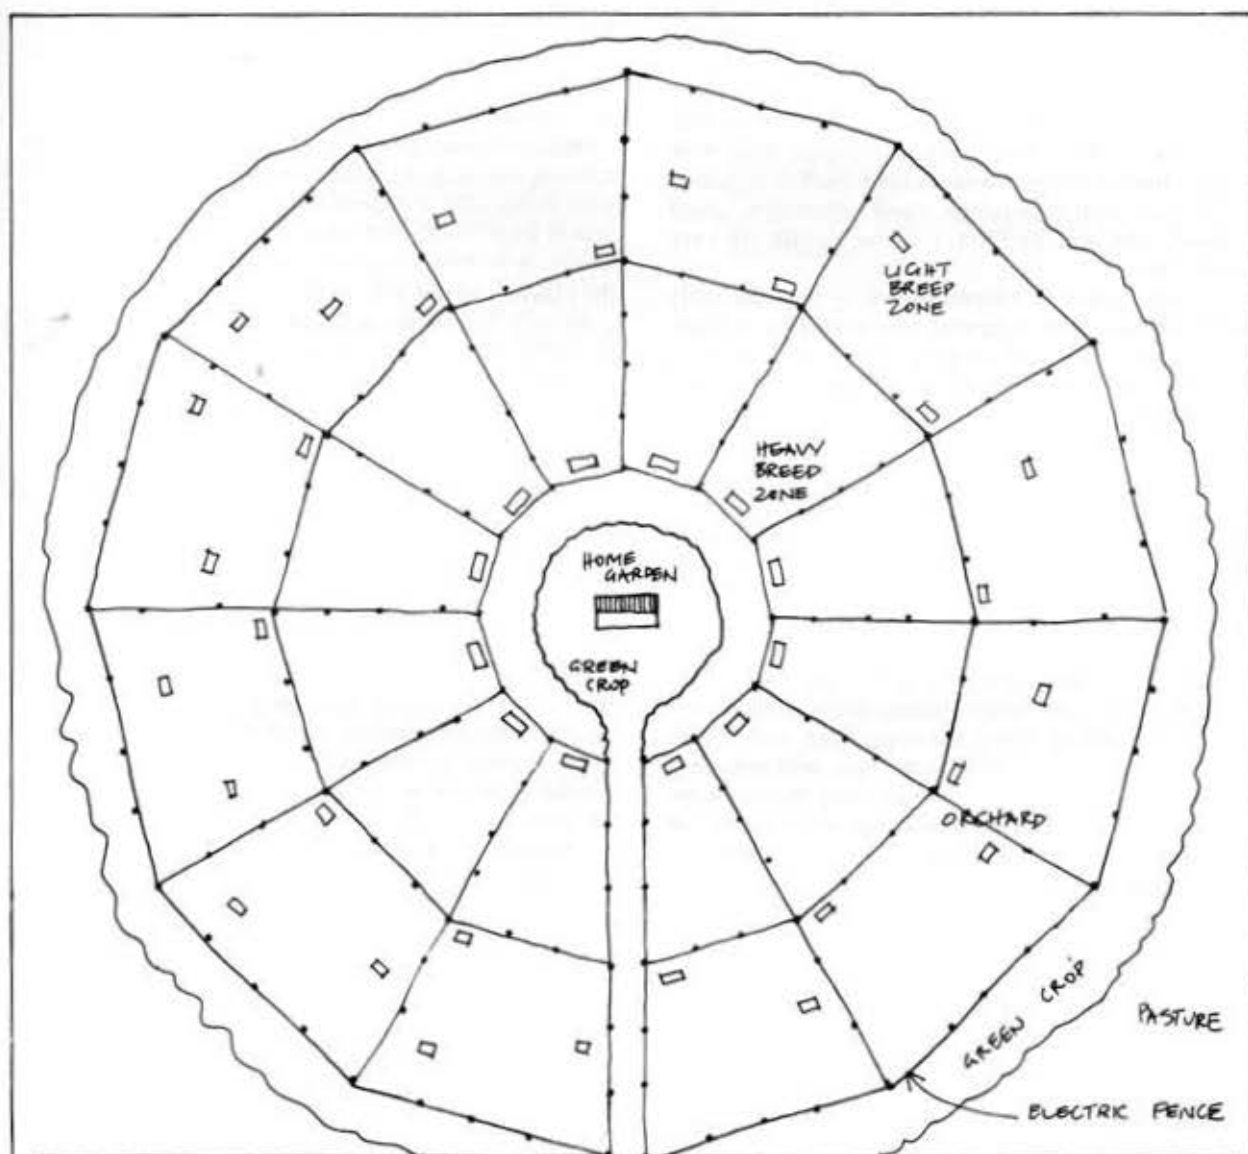 LIGHT
BREED
ZONE
HEAVY
BREED
ZONE
HOME
GARDEN
GREEN
CROP
ORCHARD
GREEN CROP
PASTURE
ELECTRIC FENCE